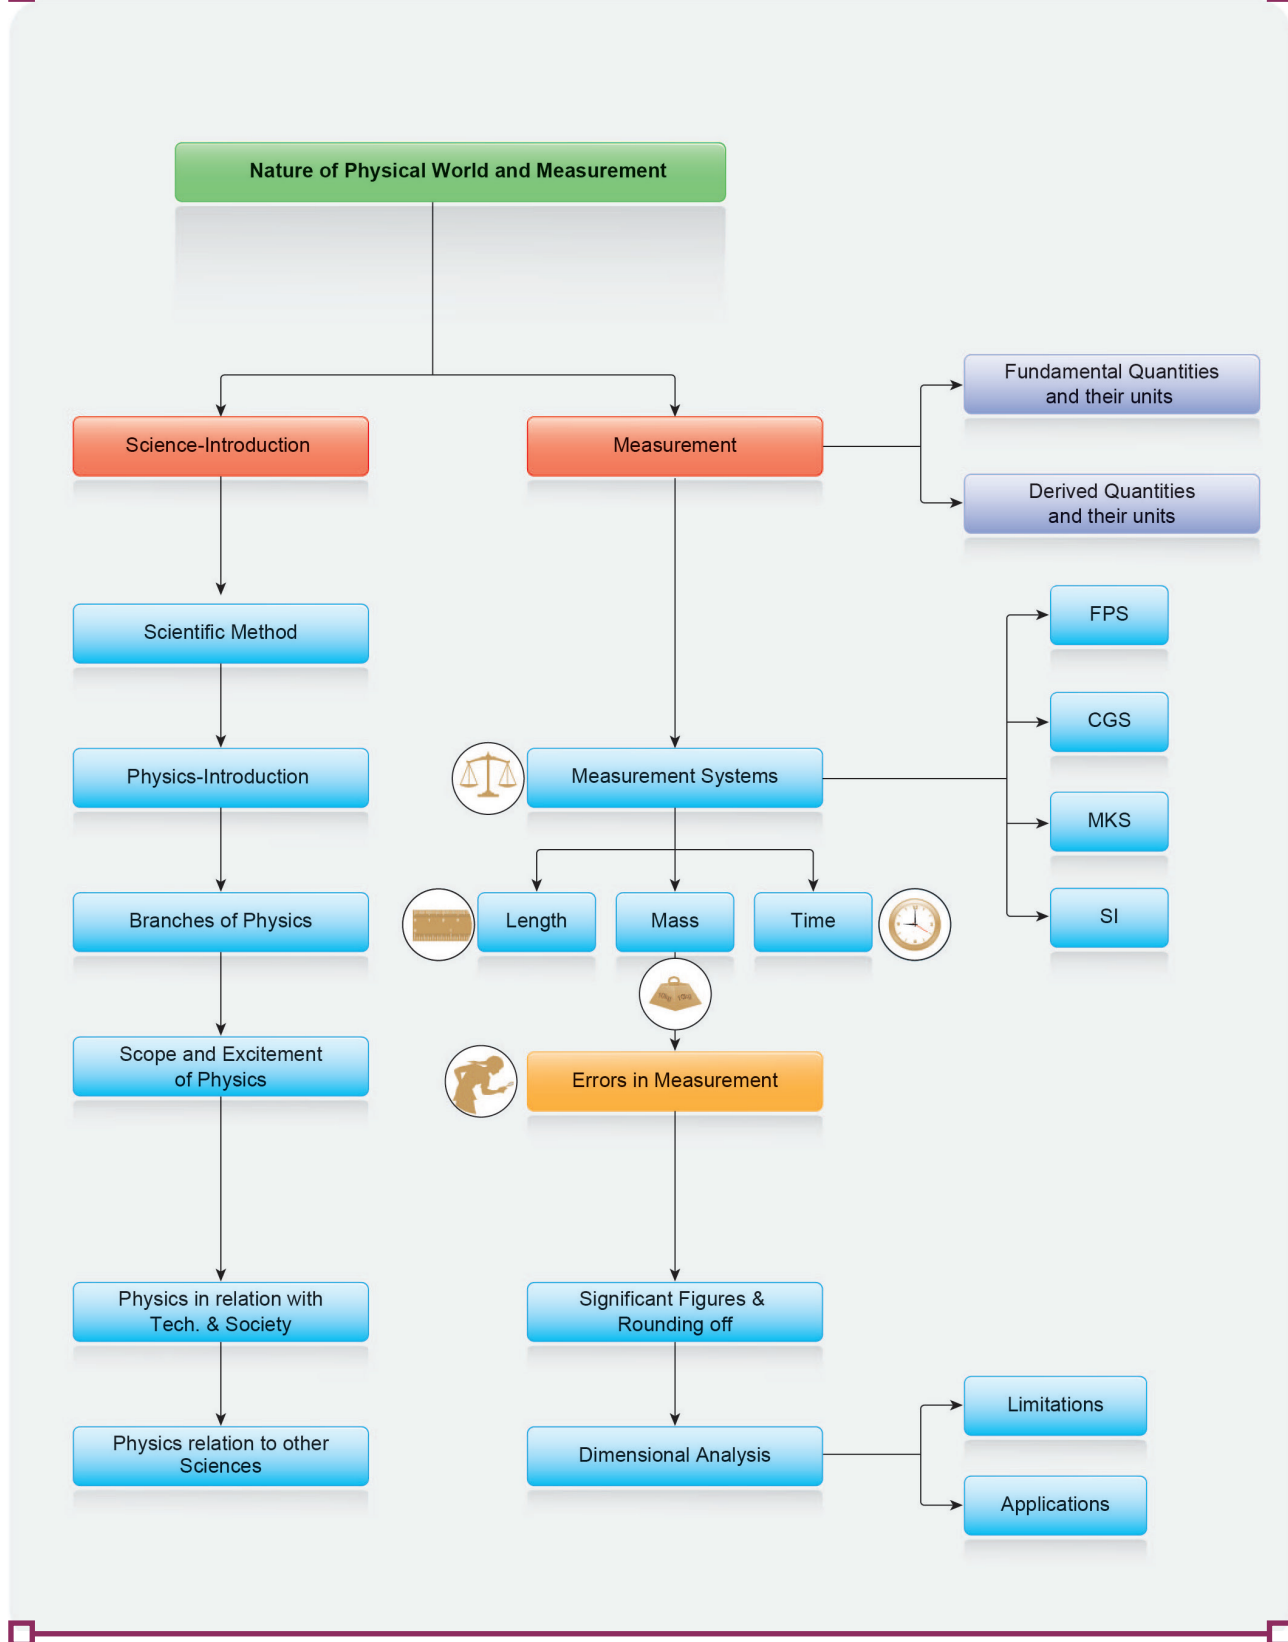 Nature of Physical World and Measurement
Science-Introduction
Scientific Method
Physics-Introduction
Branches of Physics
Scope and Excitement
of Physics
Physics in relation with
Tech. & Society
Physics relation to other
Sciences
Measurement
Fundamental Quantities
and their units
Derived Quantities
and their units
Measurement Systems
FPS
CGS
MKS
SI
Length
Mass
Time
Errors in Measurement
Significant Figures &
Rounding off
Dimensional Analysis
Limitations
Applications